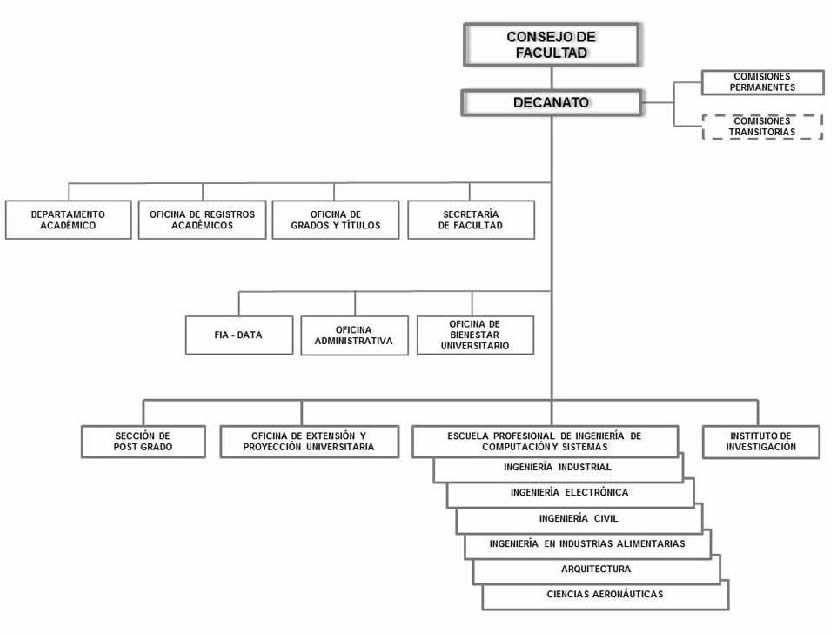 CONSEJO DE
FACULTAD
DECANATO
COMISIONES
PERMANENTES
COMISIONES
TRANSITORIAS
DEPARTAMENTO
ACADÉMICO
OFICINA DE REGISTROS
ACADÉMICOS
OFICINA DE
GRADOS Y TÍTULOS
SECRETARÍA
DE FACULTAD
FIA - DATA
OFICINA
ADMINISTRATIVA
OFICINA DE
BIENESTAR
UNIVERSITARIO
SECCIÓN DE
POST GRADO
OFICINA DE EXTENSIÓN Y
PROYECCIÓN UNIVERSITARIA
ESCUELA PROFESIONAL DE INGENIERÍA DE
COMPUTACIÓN Y SISTEMAS
INSTITUTO DE
INVESTIGACIÓN
INGENIERÍA INDUSTRIAL
INGENIERÍA ELECTRÓNICA
INGENIERÍA CIVIL
INGENIERÍA EN INDUSTRIAS ALIMENTARIAS
ARQUITECTURA
CIENCIAS AERONÁUTICAS